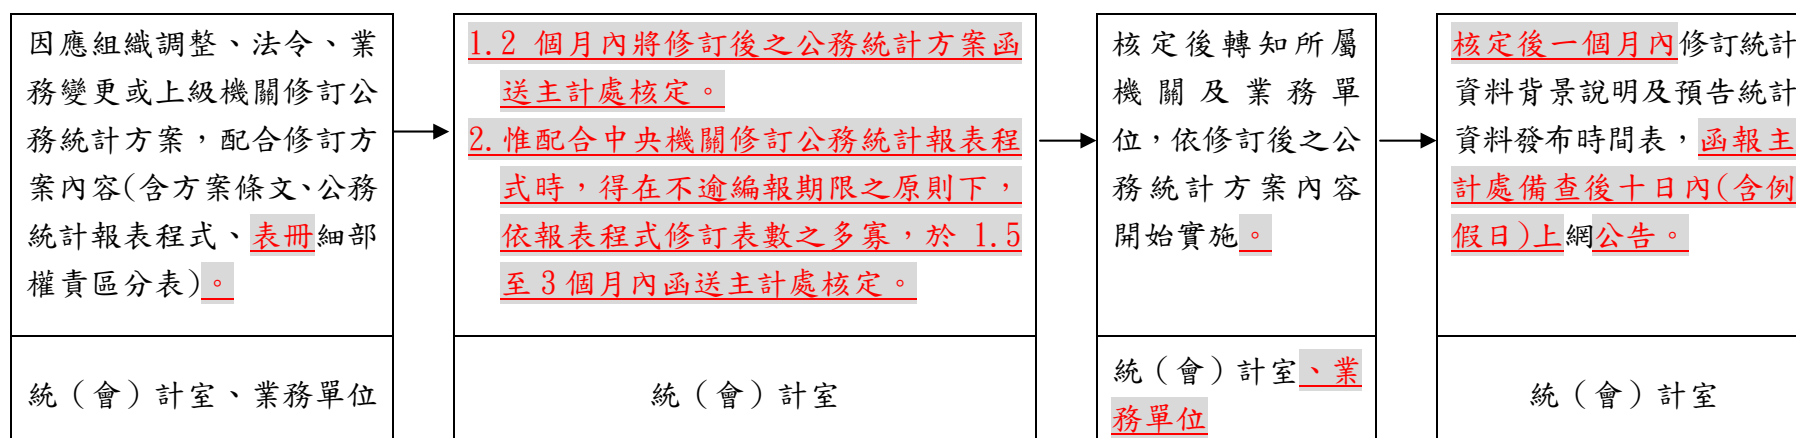 因應組織調整、法令、業
務變更或上級機關修訂公
務統計方案，配合修訂方
案內容(含方案條文、公務
統計報表程式、表冊細部
權責區分表)。
統（會）計室、業務單位
1.2 個月內將修訂後之公務統計方案函
送主計處核定。
2.惟配合中央機關修訂公務統計報表程
式時，得在不逾編報期限之原則下，
依報表程式修訂表數之多寡，於 1.5
至 3 個月內函送主計處核定。
統（會）計室
核定後轉知所屬
機關及業務單
位，依修訂後之公
務統計方案內容
開始實施。
統（會）計室、業
務單位
核定後一個月內修訂統計
資料背景說明及預告統計
資料發布時間表，函報主
計處備查後十日內(含例
假日)上網公告。
統（會）計室